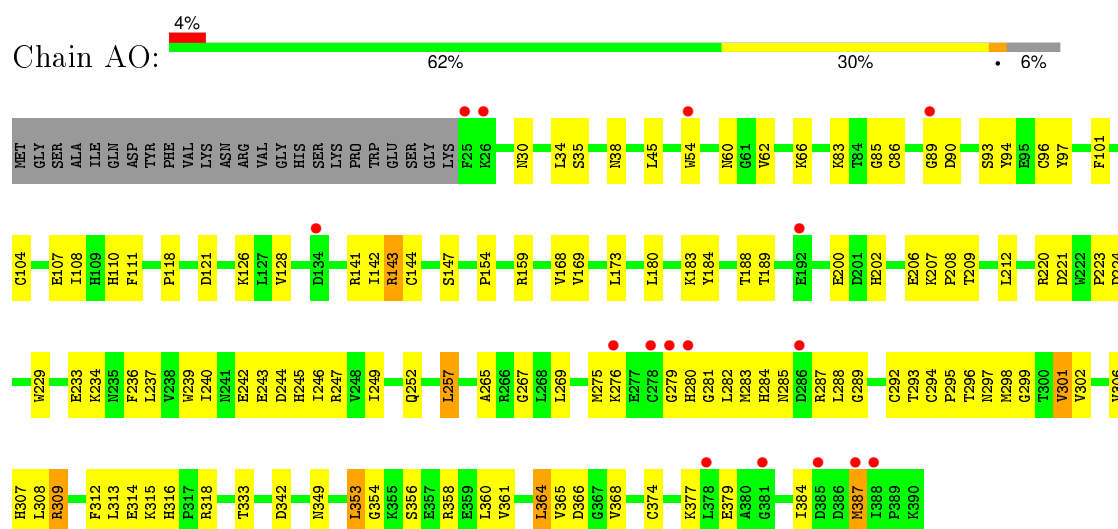 4%
Chain AO:
62% 30% • 6%
MET GLY SER ALA ILE GLN ASP TYR PHE VAL LYS ASN ARG VAL GLY HIS SER LYS PRO TRP GLU SER GLY LYS F25 K26 N30 L34 S35 N38 L45 W54 N60 G61 V62 K66 K83 T84 G85 C86 G89 D90 S93 Y94 E95 C96 Y97 F101
C104 E107 I108 H109 H110 F111 P118 D121 K126 L127 V128 D134 R141 I142 R143 C144 S147 P154 R159 V168 V169 L173 L180 K183 Y184 T188 T189 E192 E200 D201 H202 E206 K207 P208 T209 L212 R220 D221 W222 P223
W229 E233 K234 N235 F236 L237 V238 W239 I240 N241 E242 E243 D244 H245 I246 R247 V248 I249 Q252 L257 A265 R266 G267 L268 L269 M275 K276 E277 C278 G279 H280 G281 L282 M283 H284 N285 D286 R287 L288 G289 C292 T293 C294 P295 T296 N297 M298 G299 T300 V301 V302 V306
H307 L308 R309 F312 L313 E314 K315 H316 P317 R318 T333 D342 N349 L353 G354 K355 S356 E357 R358 E359 L360 V361 L364 V365 D366 G367 V368 C374 K377 L378 E379 A380 G381 I384 D385 D386 M387 I388 P389 K390